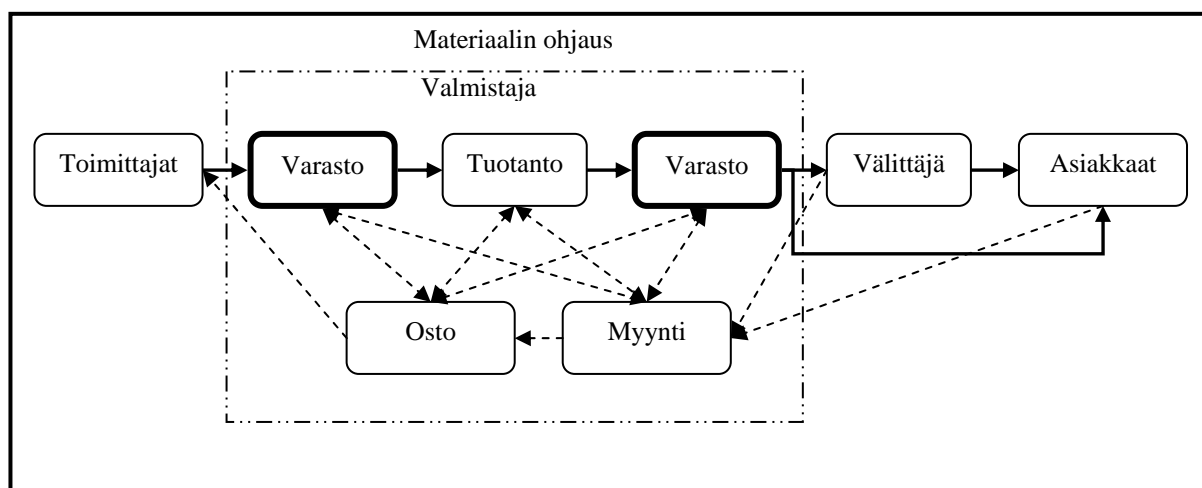 Materiaalin ohjaus
Valmistaja
Toimittajat
Varasto
Tuotanto
Varasto
Välittäjä
Asiakkaat
Osto
Myynti